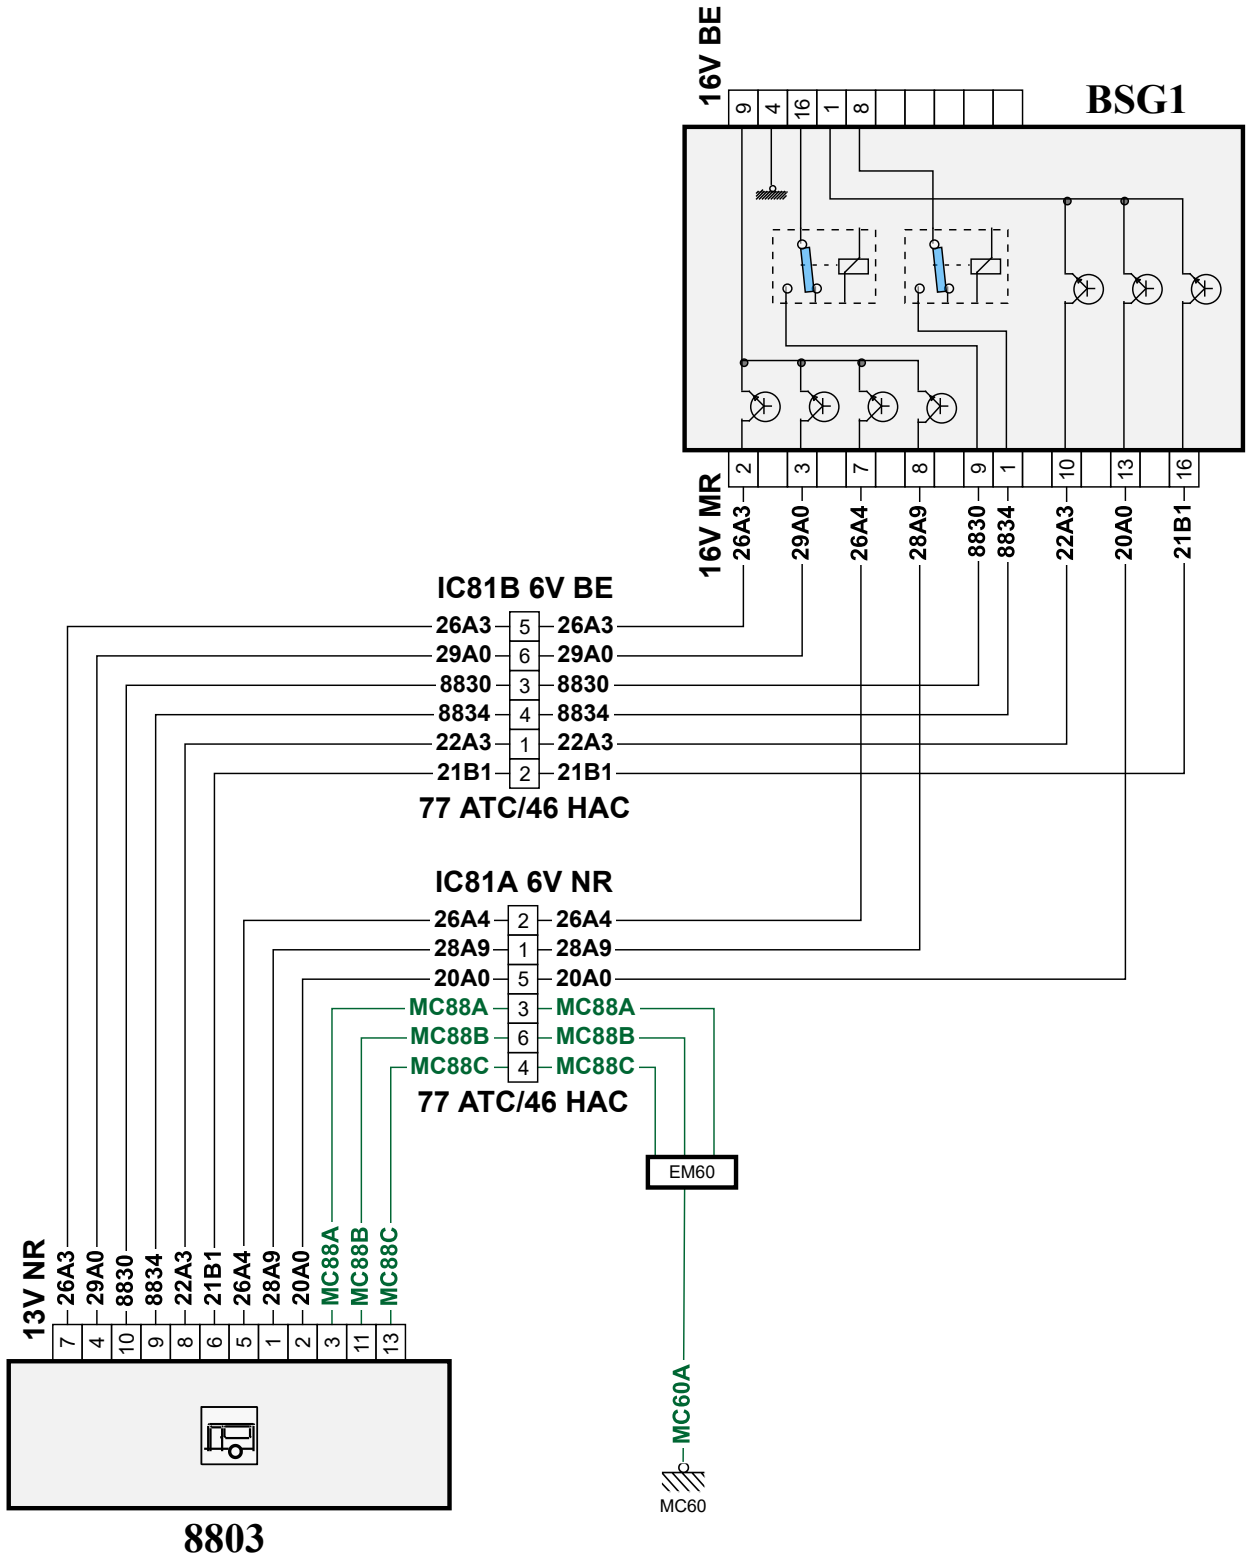 16V BE
9 4 16 1 8
BSG1
2 3 7 8 9 1 10 13 16
16V MR
26A3 29A0 26A4 28A9 8830 8834 22A3 20A0 21B1
IC81B 6V BE
26A3 5 26A3
29A0 6 29A0
8830 3 8830
8834 4 8834
22A3 1 22A3
21B1 2 21B1
77 ATC/46 HAC
IC81A 6V NR
26A4 2 26A4
28A9 1 28A9
20A0 5 20A0
MC88A 3 MC88A
MC88B 6 MC88B
MC88C 4 MC88C
77 ATC/46 HAC
EM60
13V NR
26A3 29A0 8830 8834 22A3 21B1 26A4 28A9 20A0 MC88A MC88B MC88C
7 4 10 9 8 6 5 1 2 3 11 13
MC60A
MC60
8803